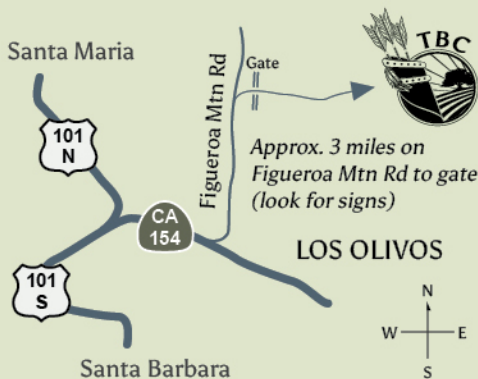 TBC
Santa Maria
Gate
Figueroa Mtn Rd
101
N
Approx. 3 miles on
Figueroa Mtn Rd to gate
(look for signs)
CA
154
LOS OLIVOS
101
S
N
W E
S
Santa Barbara